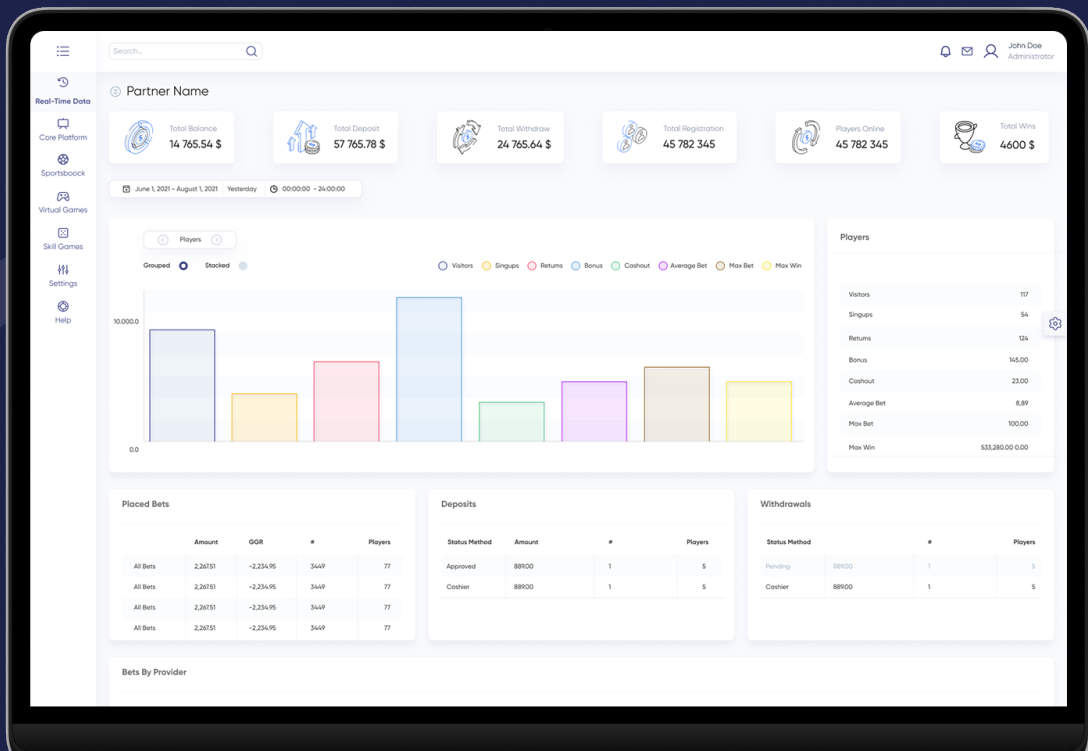 Search...
John Doe
Administrator
Real-Time Data
Core Platform
Sportsboock
Virtual Games
Skill Games
Settings
Help
Partner Name
Total Balance
14 765.54 $
Total Deposit
57 765.78 $
Total Withdraw
24 765.64 $
Total Registration
45 782 345
Players Online
45 782 345
Total Wins
4600 $
June 1, 2021 - August 1, 2021 Yesterday 00:00:00 - 24:00:00
Players
Grouped Stacked
Visitors Singups Retums Bonus Cashout Average Bet Max Bet Max Win
10.000.0
0.0
Players
Visitors 117
Singups 54
Retums 124
Bonus 145.00
Cashout 23.00
Average Bet 8,89
Max Bet 100,00
Max Win 533,280.00 0.00
Placed Bets
Amount GGR # Players
All Bets 2,267.51 -2,234.95 3449 77
All Bets 2,267.51 -2,234.95 3449 77
All Bets 2,267.51 -2,234.95 3449 77
All Bets 2,267.51 -2,234.95 3449 77
Deposits
Status Method Amount # Players
Approved 889.00 1 5
Cashier 889.00 1 5
Withdrawals
Status Method # Players
Pending 889.00 1 5
Cashier 889.00 1 5
Bets By Provider